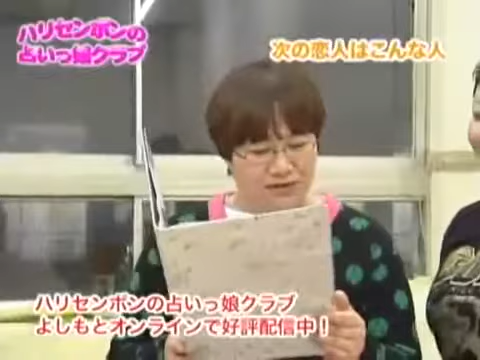 ハリセンボンの
占いっ娘クラブ
次の恋人はこんな人
ハリセンボンの占いっ娘クラブ
よしもとオンラインで好評配信中！